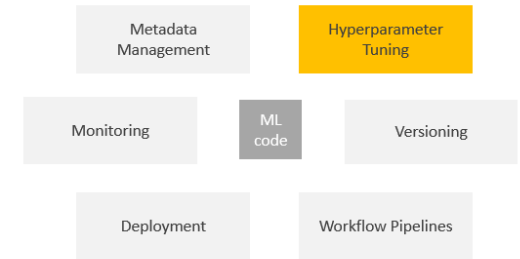 Metadata
Management
Hyperparameter
Tuning
Monitoring
ML
code
Versioning
Deployment
Workflow Pipelines